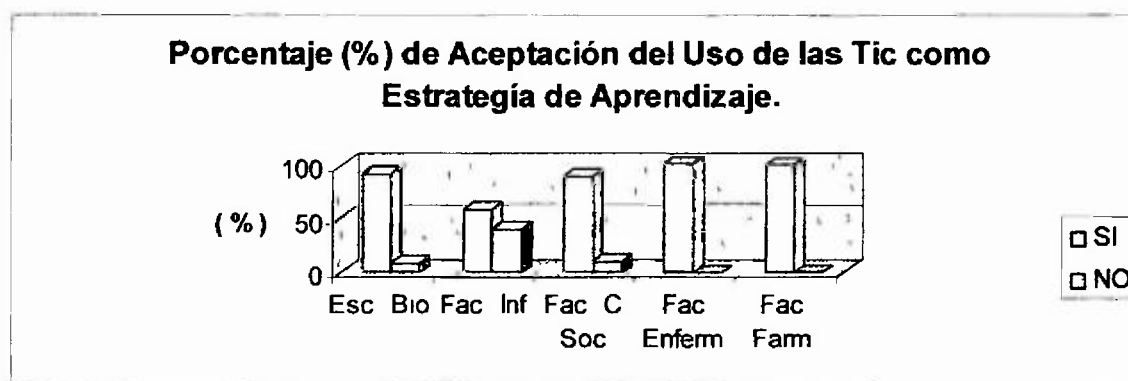 Porcentaje (%) de Aceptación del Uso de las Tic como
Estrategía de Aprendizaje.
100
50
0
(%)
Esc Bio Fac Inf Fac C Fac Fac
Soc Enferm Farm
SI
NO